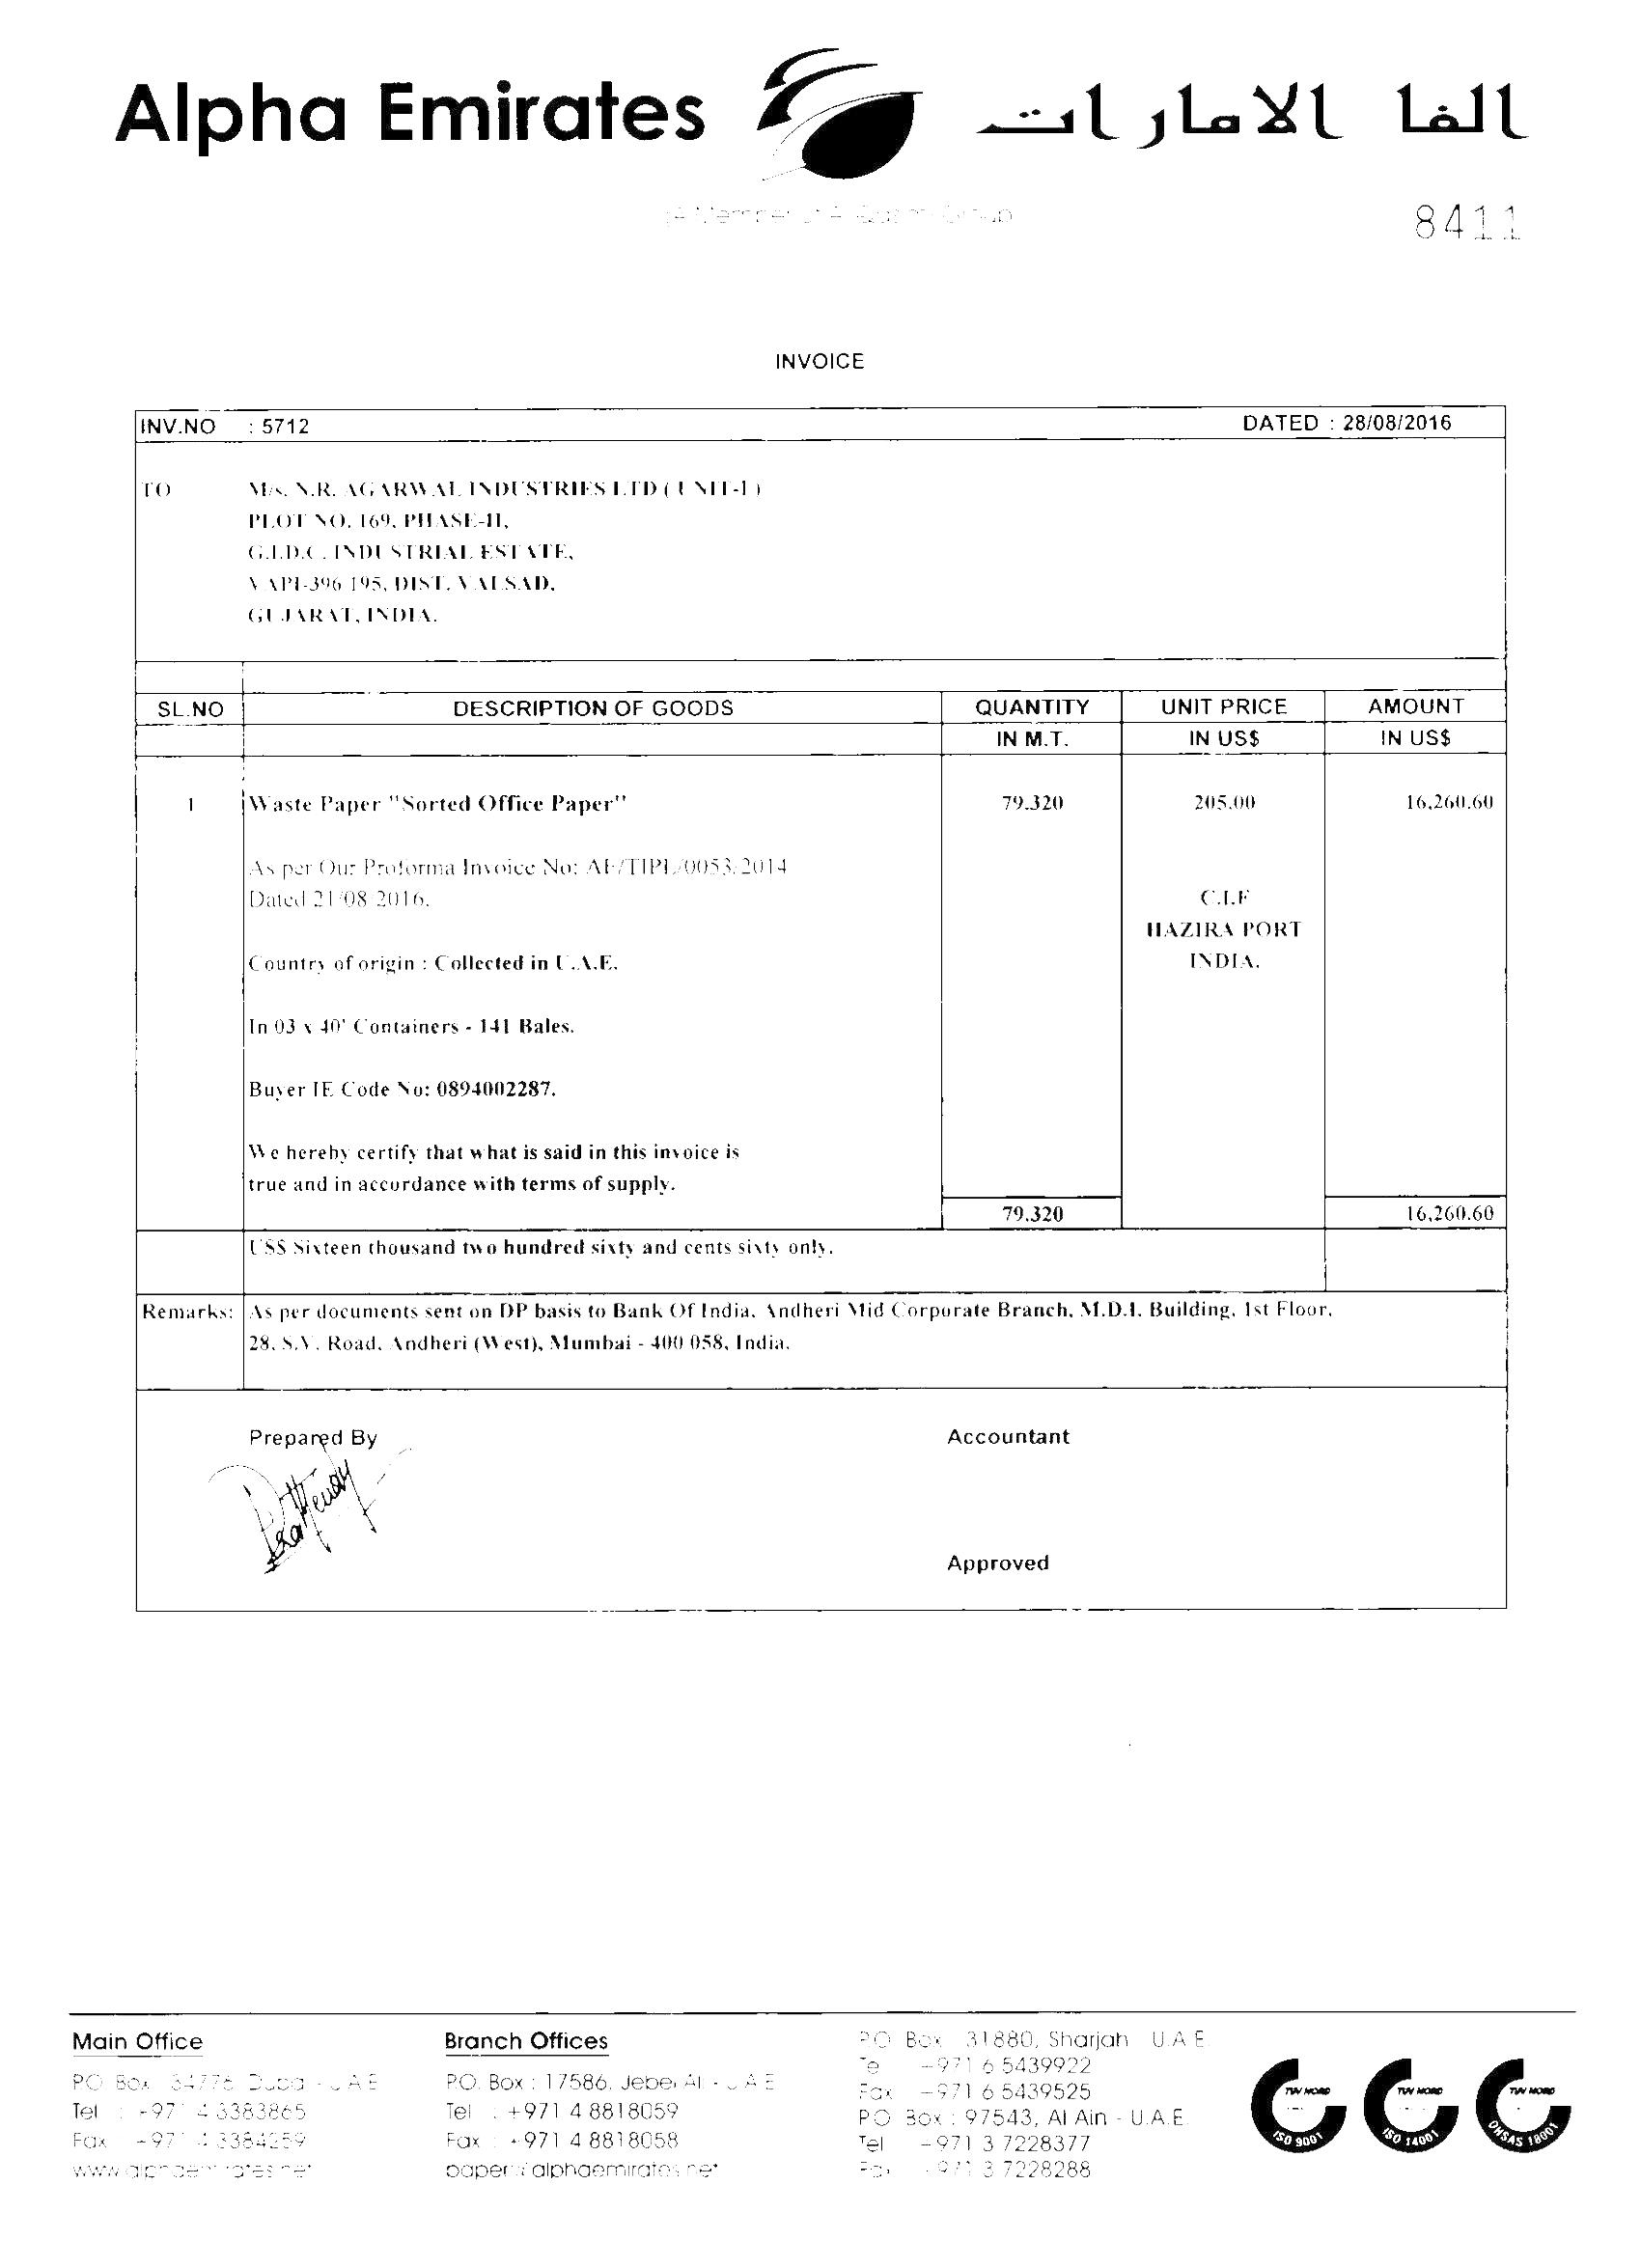 Alpha Emirates الفا الامارات
8411
INVOICE
INV.NO : 5712 DATED : 28/08/2016
TO M/s. N.R. AGARWAL INDUSTRIES LTD ( UNIT-I )
PLOT NO. 169, PHASE-II,
G.I.D.C. INDUSTRIAL ESTATE,
VAPI-396 195, DIST. VALSAD,
GUJARAT, INDIA.
SL.NO DESCRIPTION OF GOODS QUANTITY UNIT PRICE AMOUNT
IN M.T. IN US$ IN US$
1 Waste Paper "Sorted Office Paper" 79.320 205.00 16,260.60
As per Our Proforma Invoice No: AE/TIPL/0053/2014
Dated 21/08/2016. C.I.F
HAZIRA PORT
Country of origin : Collected in U.A.E. INDIA.
In 03 x 40' Containers - 141 Bales.
Buyer IE Code No: 0894002287.
We hereby certify that what is said in this invoice is
true and in accordance with terms of supply.
79.320 16,260.60
US$ Sixteen thousand two hundred sixty and cents sixty only.
Remarks: As per documents sent on DP basis to Bank Of India, Andheri Mid Corporate Branch, M.D.I. Building, 1st Floor,
28, S.V. Road, Andheri (West), Mumbai - 400 058, India.
Prepared By Accountant
Approved
Main Office Branch Offices P.O. Box : 31880, Sharjah - U.A.E.
Tel : +971 6 5439922
P.O. Box : 34776 Dubai - U.A.E. P.O. Box : 17586, Jebel Ali - U.A.E. Fax : +971 6 5439525
Tel : +971 4 3383865 Tel : +971 4 8818059 P.O. Box : 97543, Al Ain - U.A.E.
Fax : +971 4 3384259 Fax : +971 4 8818058 Tel : +971 3 7228377
www.alphaemirates.net paper@alphaemirates.net Fax : +971 3 7228288
TUV NORD TUV NORD TUV NORD
ISO 9001 ISO 14001 OHSAS 18001